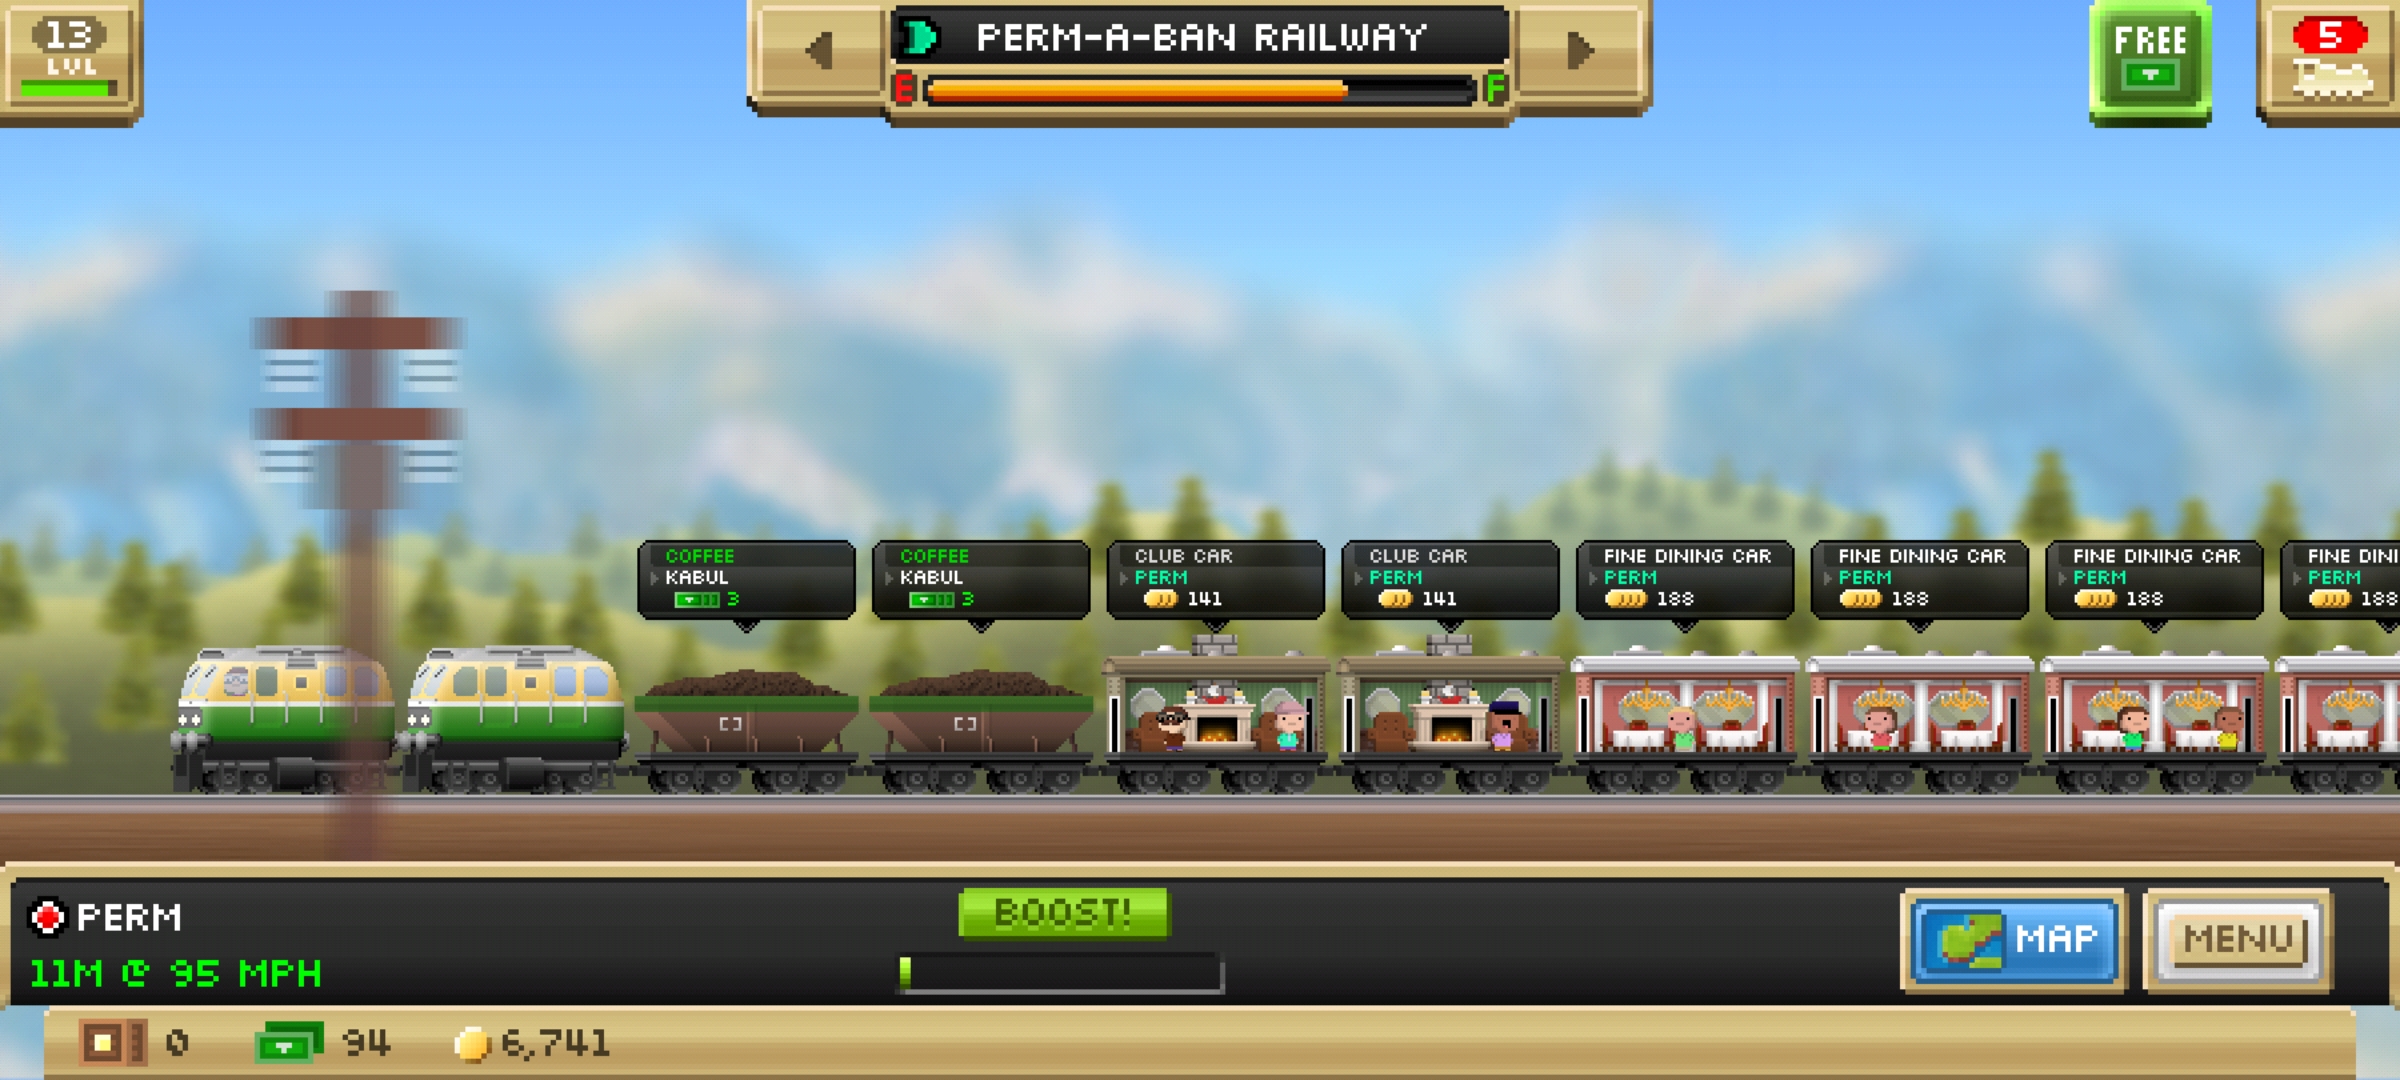 13
LVL
PERM-A-BAN RAILWAY
E F
FREE
5
COFFEE
KABUL
3
COFFEE
KABUL
3
CLUB CAR
PERM
141
CLUB CAR
PERM
141
FINE DINING CAR
PERM
188
FINE DINING CAR
PERM
188
FINE DINING CAR
PERM
188
FINE DINI
PERM
188
PERM
11M @ 95 MPH
BOOST!
MAP
MENU
0
94
6,741